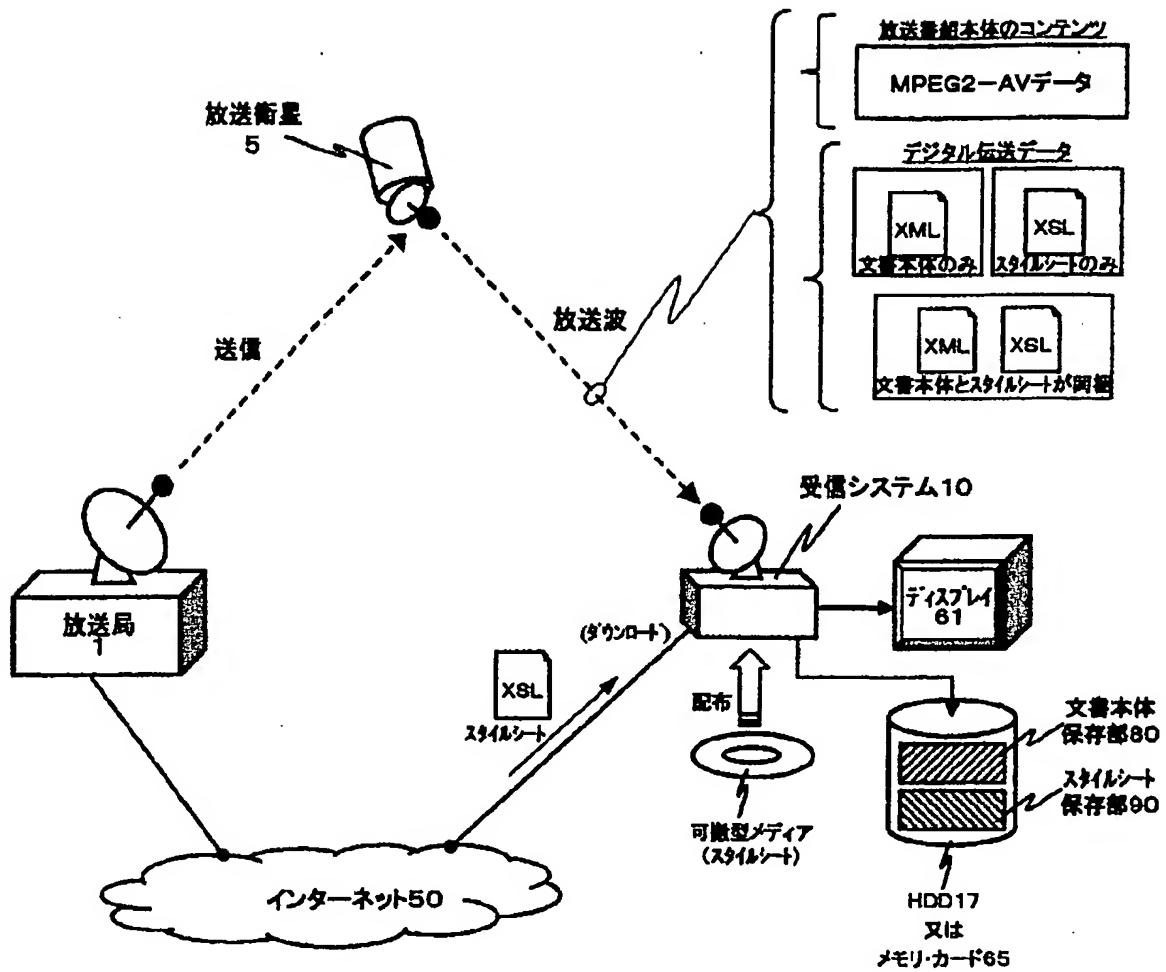 放送番組本体のコンテンツ
MPEG2-AVデータ
デジタル伝送データ
XML
文書本体のみ
XSL
スタイルシートのみ
XML
XSL
文書本体とスタイルシートが同梱
放送衛星
5
送信
放送波
受信システム10
放送局
1
ディスプレイ
61
(ダウンロード)
XSL
スタイルシート
配布
可搬型メディア
(スタイルシート)
文書本体
保存部80
スタイルシート
保存部90
HDD17
又は
メモリ・カード65
インターネット50